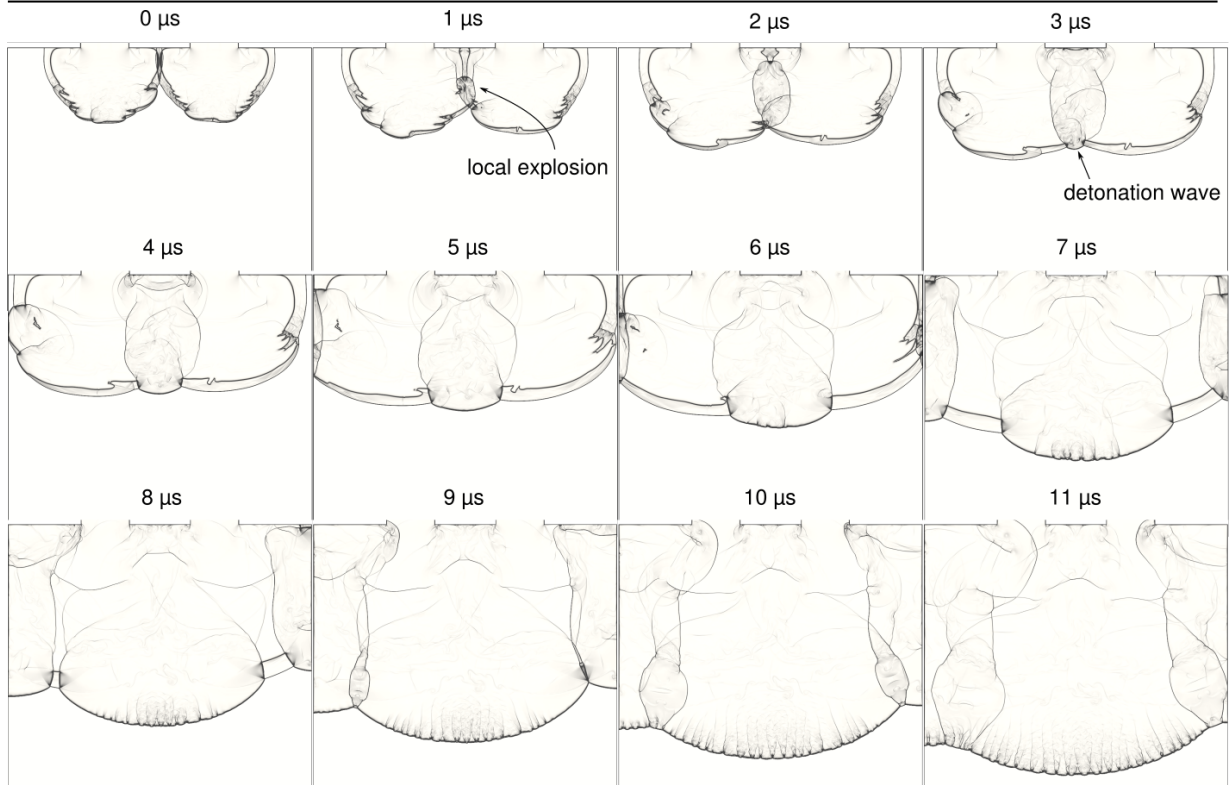 0 µs
1 µs
2 µs
3 µs
local explosion
detonation wave
4 µs
5 µs
6 µs
7 µs
8 µs
9 µs
10 µs
11 µs